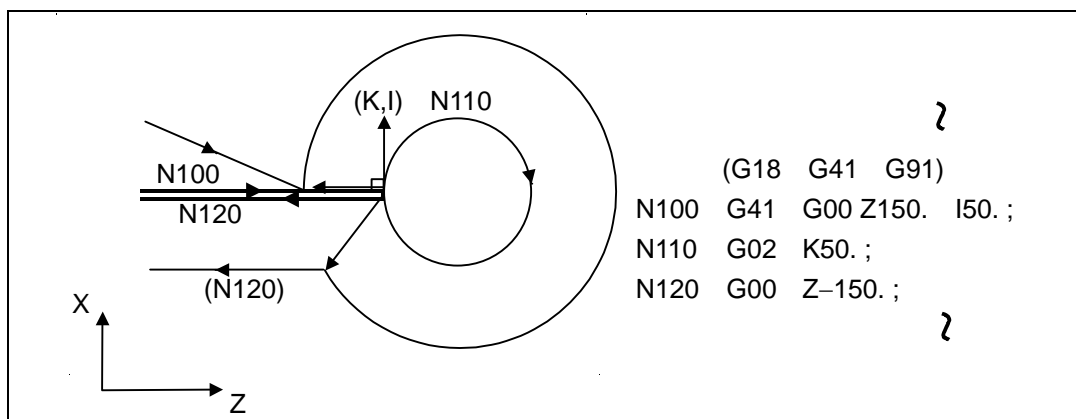 (K,I) N110
N100
N120
(N120)
X
Z
(G18 G41 G91)
N100 G41 G00 Z150. I50. ;
N110 G02 K50. ;
N120 G00 Z−150. ;